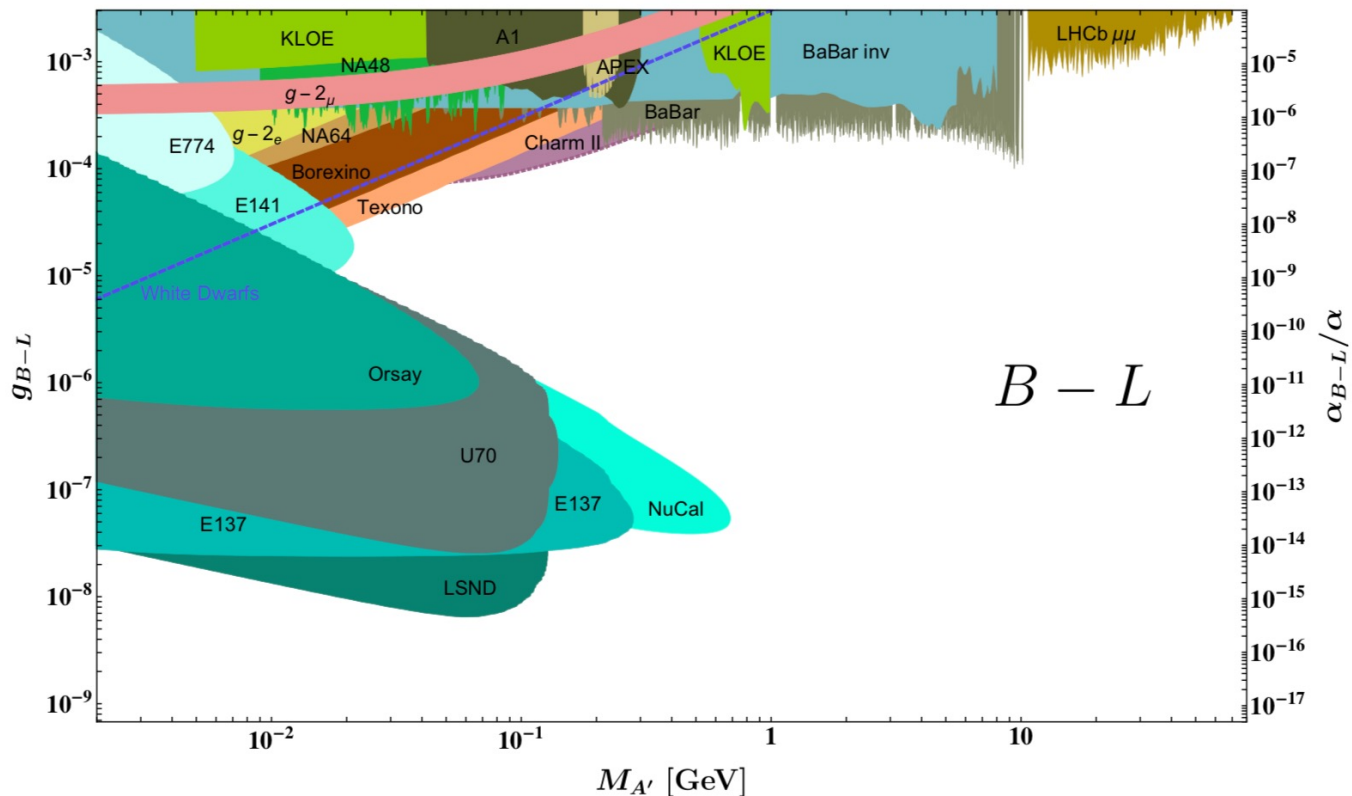 KLOE
A1
KLOE
BaBar inv
LHCb μμ
NA48
APEX
g−2μ
BaBar
g−2e
NA64
Charm II
E774
Borexino
E141
Texono
White Dwarfs
Orsay
B − L
U70
E137
E137
NuCal
LSND
10⁻³
10⁻⁴
10⁻⁵
10⁻⁶
10⁻⁷
10⁻⁸
10⁻⁹
g_{B−L}
10⁻⁵
10⁻⁶
10⁻⁷
10⁻⁸
10⁻⁹
10⁻¹⁰
10⁻¹¹
10⁻¹²
10⁻¹³
10⁻¹⁴
10⁻¹⁵
10⁻¹⁶
10⁻¹⁷
α_{B−L}/α
10⁻² 10⁻¹ 1 10
M_{A′} [GeV]